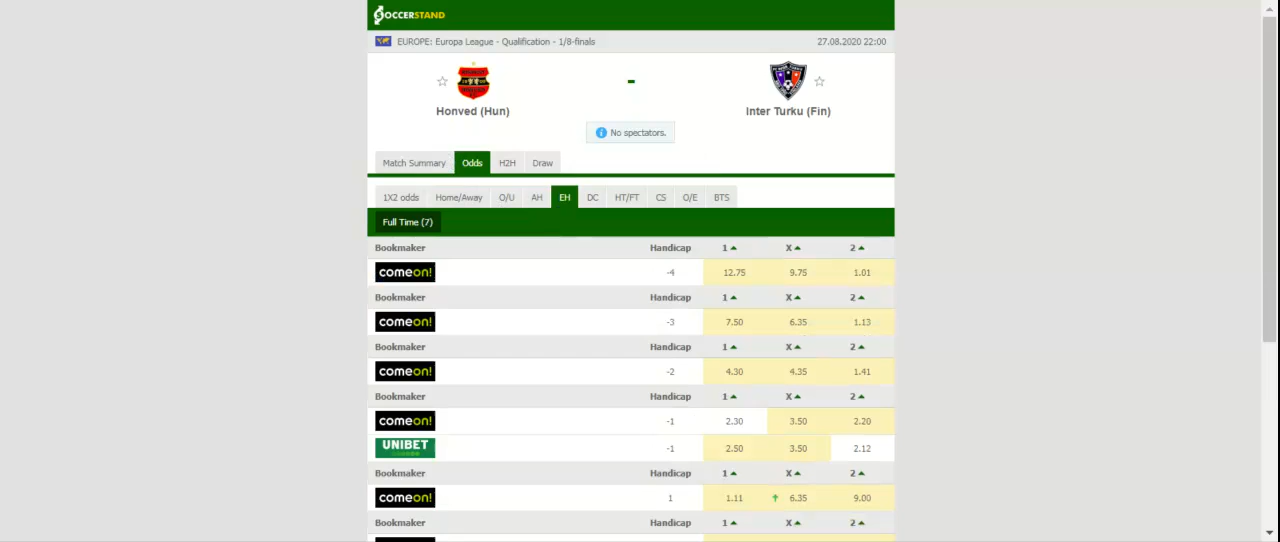 SOCCERSTAND
EUROPE: Europa League - Qualification - 1/8-finals 27.08.2020 22:00
-
Honved (Hun) Inter Turku (Fin)
No spectators.
Match Summary Odds H2H Draw
1X2 odds Home/Away O/U AH EH DC HT/FT CS O/E BTS
Full Time (7)
Bookmaker Handicap 1 X 2
comeon! -4 12.75 9.75 1.01
Bookmaker Handicap 1 X 2
comeon! -3 7.50 6.35 1.13
Bookmaker Handicap 1 X 2
comeon! -2 4.30 4.35 1.41
Bookmaker Handicap 1 X 2
comeon! -1 2.30 3.50 2.20
UNIBET -1 2.50 3.50 2.12
Bookmaker Handicap 1 X 2
comeon! 1 1.11 6.35 9.00
Bookmaker Handicap 1 X 2